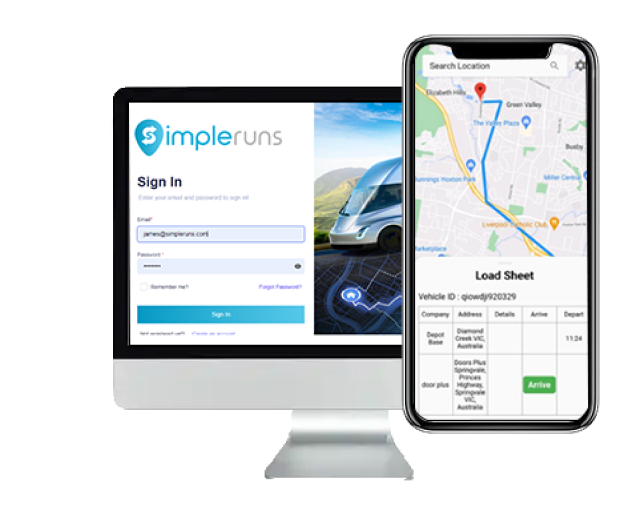 Simpleruns
Sign In
Enter your email and password to sign in!
Email*
james@simpleruns.com
Password *
Remember me?
Forgot Password?
Sign In
Not registered yet?
Create an account
Search Location
Elizabeth Hills
Green Valley
The Valley Plaza
Busby
unnings Hoxton Park
Miller Central
Liverpool Catholic Club
arketplace
Load Sheet
Vehicle ID : qiowdji920329
Company Address Details Arrive Depart
Depot Base
Diamond Creek VIC, Australia
11:24
door plus
Doors Plus Springvale, Princes Highway, Springvale VIC, Australia
Arrive